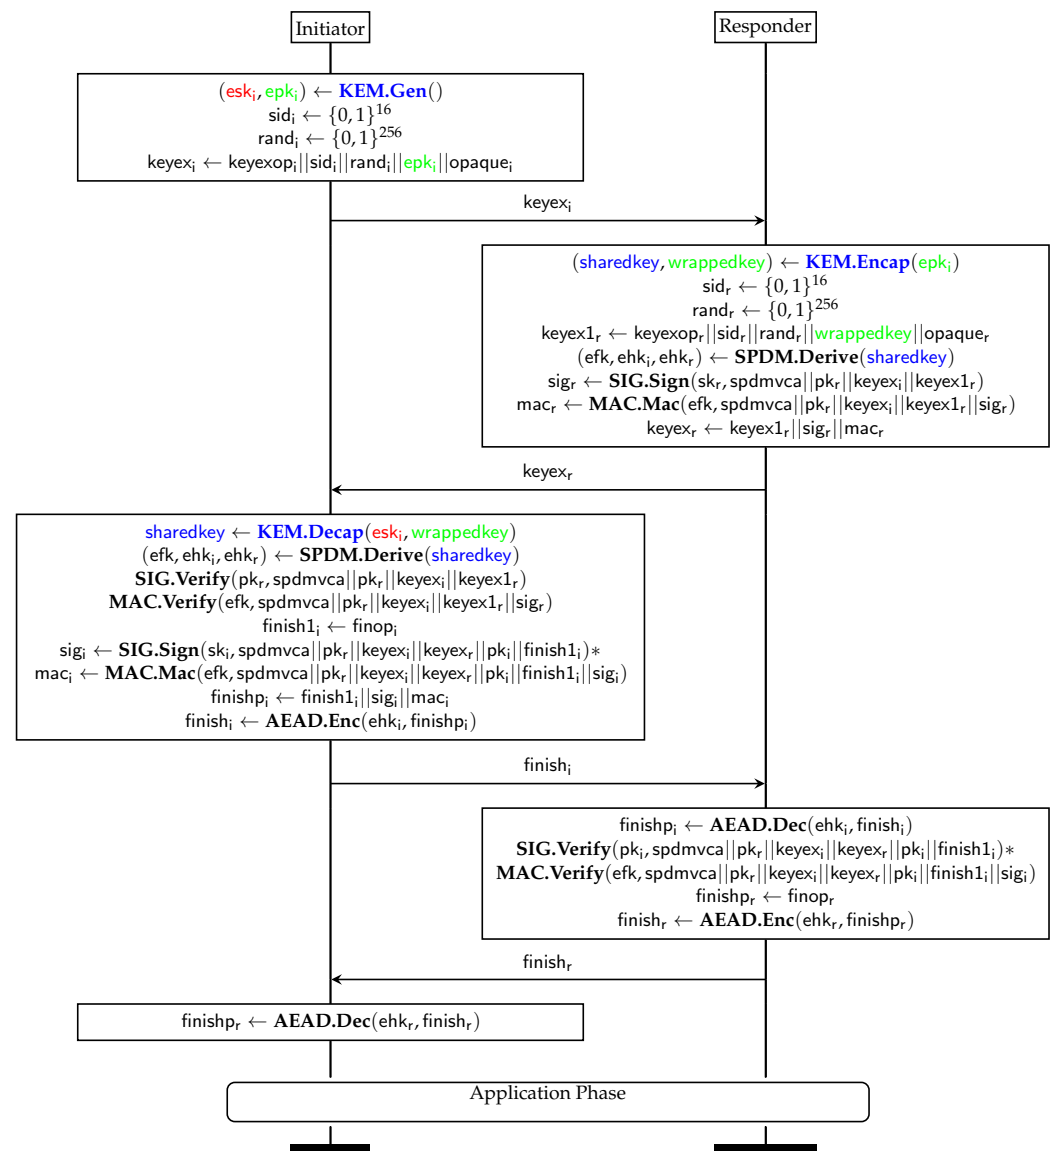 Initiator
Responder
(esk_i, epk_i) ← KEM.Gen()
sid_i ← {0, 1}^16
rand_i ← {0, 1}^256
keyex_i ← keyexop_i||sid_i||rand_i||epk_i||opaque_i
keyex_i
(sharedkey, wrappedkey) ← KEM.Encap(epk_i)
sid_r ← {0, 1}^16
rand_r ← {0, 1}^256
keyex1_r ← keyexop_r||sid_r||rand_r||wrappedkey||opaque_r
(efk, ehk_i, ehk_r) ← SPDM.Derive(sharedkey)
sig_r ← SIG.Sign(sk_r, spdmvca||pk_r||keyex_i||keyex1_r)
mac_r ← MAC.Mac(efk, spdmvca||pk_r||keyex_i||keyex1_r||sig_r)
keyex_r ← keyex1_r||sig_r||mac_r
keyex_r
sharedkey ← KEM.Decap(esk_i, wrappedkey)
(efk, ehk_i, ehk_r) ← SPDM.Derive(sharedkey)
SIG.Verify(pk_r, spdmvca||pk_r||keyex_i||keyex1_r)
MAC.Verify(efk, spdmvca||pk_r||keyex_i||keyex1_r||sig_r)
finish1_i ← finop_i
sig_i ← SIG.Sign(sk_i, spdmvca||pk_r||keyex_i||keyex_r||pk_i||finish1_i)*
mac_i ← MAC.Mac(efk, spdmvca||pk_r||keyex_i||keyex_r||pk_i||finish1_i||sig_i)
finishp_i ← finish1_i||sig_i||mac_i
finish_i ← AEAD.Enc(ehk_i, finishp_i)
finish_i
finishp_i ← AEAD.Dec(ehk_i, finish_i)
SIG.Verify(pk_i, spdmvca||pk_r||keyex_i||keyex_r||pk_i||finish1_i)*
MAC.Verify(efk, spdmvca||pk_r||keyex_i||keyex_r||pk_i||finish1_i||sig_i)
finishp_r ← finop_r
finish_r ← AEAD.Enc(ehk_r, finishp_r)
finish_r
finishp_r ← AEAD.Dec(ehk_r, finish_r)
Application Phase